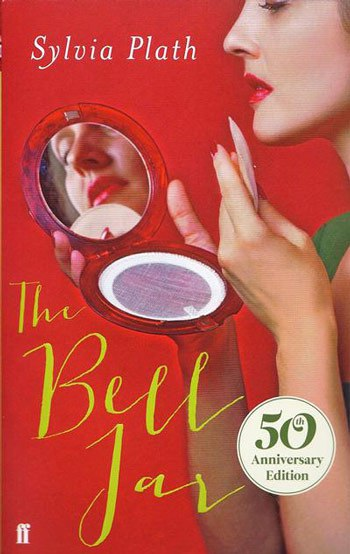 Sylvia Plath
The
Bell
Jar
50th
Anniversary
Edition
ff